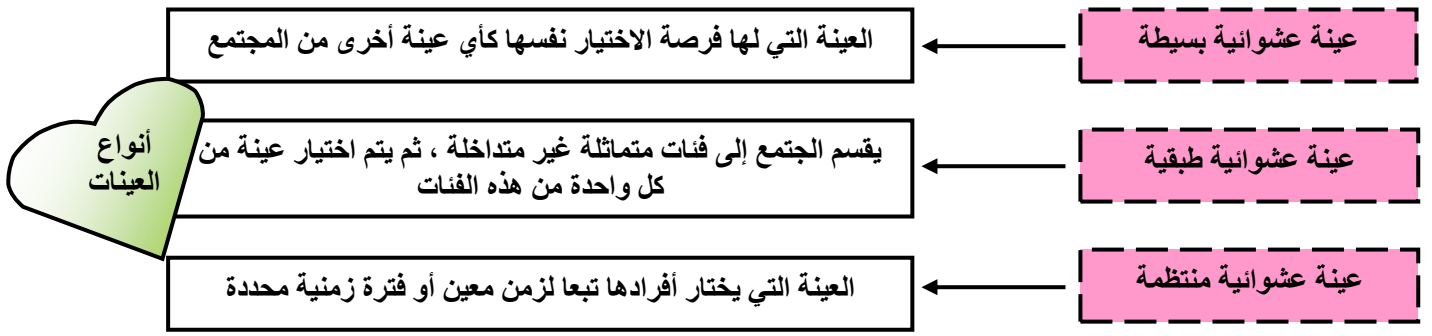 عينة عشوائية بسيطة
العينة التي لها فرصة الاختيار نفسها كأي عينة أخرى من المجتمع
عينة عشوائية طبقية
يقسم الجتمع إلى فئات متماثلة غير متداخلة ، ثم يتم اختيار عينة من
كل واحدة من هذه الفئات
أنواع
العينات
عينة عشوائية منتظمة
العينة التي يختار أفرادها تبعا لزمن معين أو فترة زمنية محددة